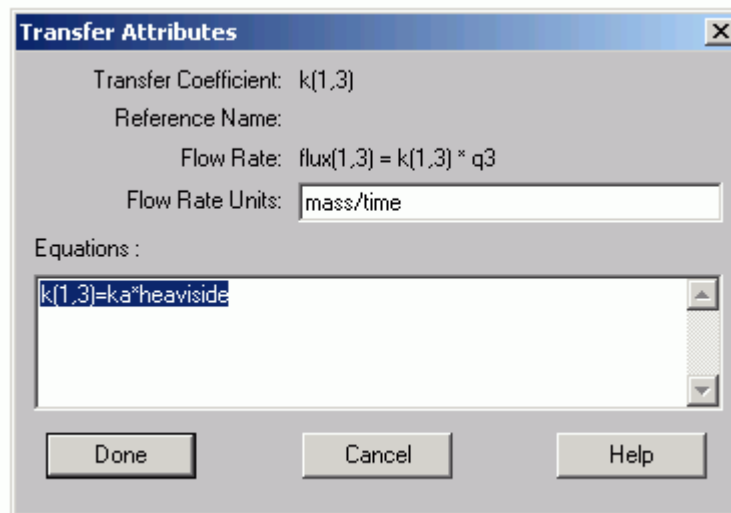 Transfer Attributes
Transfer Coefficient: k(1,3)
Reference Name:
Flow Rate: flux(1,3) = k(1,3) * q3
Flow Rate Units: mass/time
Equations :
k(1,3)=ka*heaviside
Done Cancel Help